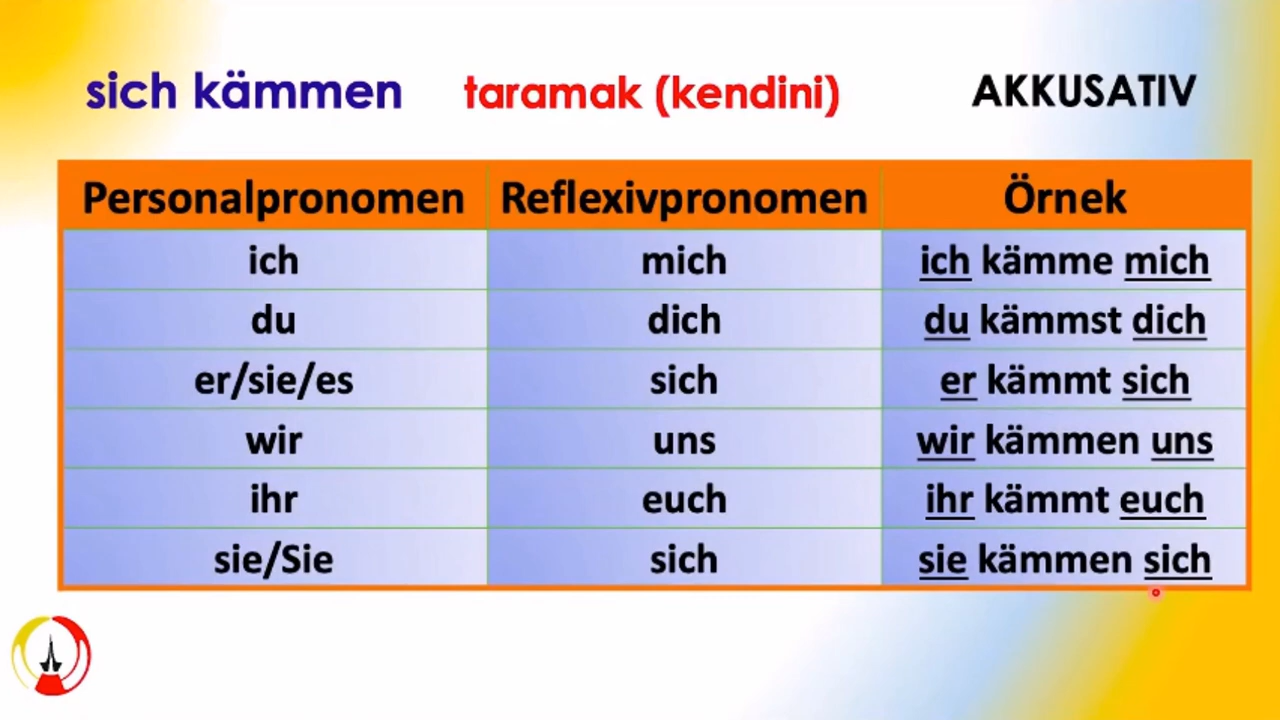 sich kämmen taramak (kendini) AKKUSATIV
Personalpronomen Reflexivpronomen Örnek
ich mich ich kämme mich
du dich du kämmst dich
er/sie/es sich er kämmt sich
wir uns wir kämmen uns
ihr euch ihr kämmt euch
sie/Sie sich sie kämmen sich